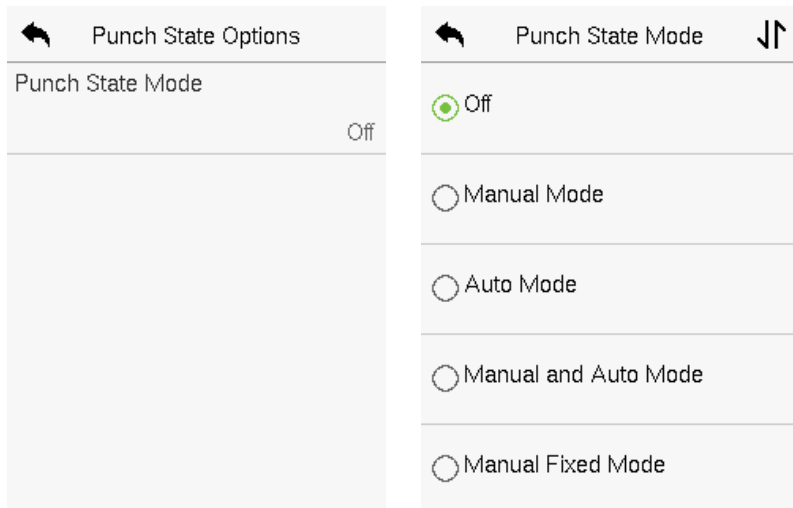 Punch State Options
Punch State Mode
Off
Punch State Mode
Off
Manual Mode
Auto Mode
Manual and Auto Mode
Manual Fixed Mode